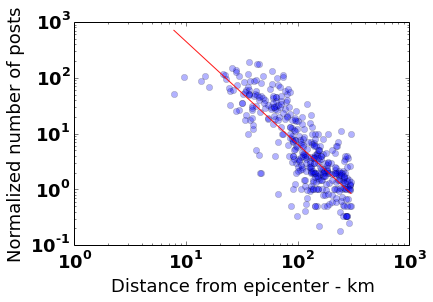 10³
10²
10¹
10⁰
10⁻¹
Normalized number of posts
10⁰ 10¹ 10² 10³
Distance from epicenter - km